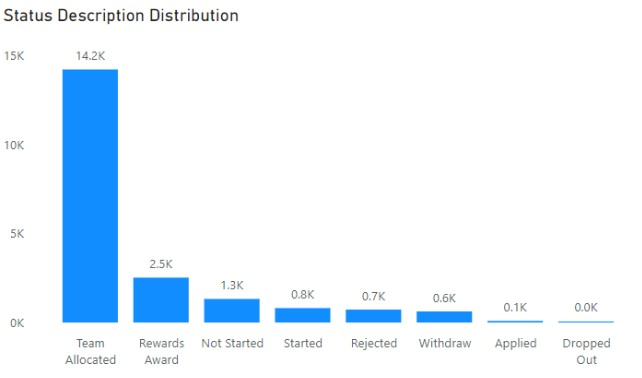 Status Description Distribution
15K
10K
5K
0K
14.2K
2.5K
1.3K
0.8K
0.7K
0.6K
0.1K
0.0K
Team
Allocated
Rewards
Award
Not Started
Started
Rejected
Withdraw
Applied
Dropped
Out